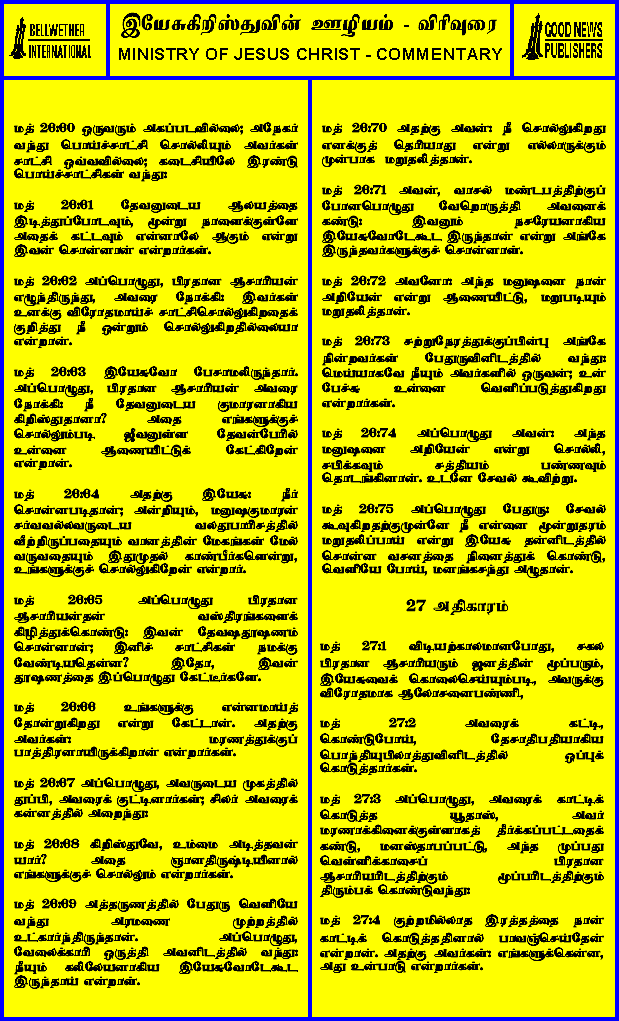 BELLWETHER
INTERNATIONAL
இயேசுகிறிஸ்துவின் ஊழியம் - விரிவுரை
MINISTRY OF JESUS CHRIST - COMMENTARY
GOOD NEWS
PUBLISHERS
மத் 26:60 ஒருவரும் அகப்படவில்லை; அநேகர்
வந்து பொய்ச்சாட்சி சொல்லியும் அவர்கள்
சாட்சி ஒவ்வவில்லை; கடைசியிலே இரண்டு
பொய்ச்சாட்சிகள் வந்து:
மத் 26:61 தேவனுடைய ஆலயத்தை
இடித்துப்போடவும், மூன்று நாளைக்குள்ளே
அதைக் கட்டவும் என்னாலே ஆகும் என்று
இவன் சொன்னான் என்றார்கள்.
மத் 26:62 அப்பொழுது, பிரதான ஆசாரியன்
எழுந்திருந்து, அவரை நோக்கி: இவர்கள்
உனக்கு விரோதமாய்ச் சாட்சிசொல்லுகிறதைக்
குறித்து நீ ஒன்றும் சொல்லுகிறதில்லையா
என்றான்.
மத் 26:63 இயேசுவோ பேசாமலிருந்தார்.
அப்பொழுது, பிரதான ஆசாரியன் அவரை
நோக்கி: நீ தேவனுடைய குமாரனாகிய
கிறிஸ்துதானா? அதை எங்களுக்குச்
சொல்லும்படி ஜீவனுள்ள தேவன்பேரில்
உன்னை ஆணையிட்டுக் கேட்கிறேன்
என்றான்.
மத் 26:64 அதற்கு இயேசு: நீர்
சொன்னபடிதான்; அன்றியும், மனுஷகுமாரன்
சர்வவல்லவருடைய வலதுபாரிசத்தில்
வீற்றிருப்பதையும் வானத்தின் மேகங்கள் மேல்
வருவதையும் இதுமுதல் காண்பீர்களென்று,
உங்களுக்குச் சொல்லுகிறேன் என்றார்.
மத் 26:65 அப்பொழுது பிரதான
ஆசாரியன்தன் வஸ்திரங்களைக்
கிழித்துக்கொண்டு: இவன் தேவஷதூஷணம்
சொன்னான்; இனிச் சாட்சிகள் நமக்கு
வேண்டியதென்ன? இதோ, இவன்
தூஷணத்தை இப்பொழுது கேட்டீர்களே.
மத் 26:66 உங்களுக்கு என்னமாய்த்
தோன்றுகிறது என்று கேட்டான். அதற்கு
அவர்கள்: மரணத்துக்குப்
பாத்திரனாயிருக்கிறான் என்றார்கள்.
மத் 26:67 அப்பொழுது, அவருடைய முகத்தில்
துப்பி, அவரைக் குட்டினார்கள்; சிலர் அவரைக்
கன்னத்தில் அறைந்து:
மத் 26:68 கிறிஸ்துவே, உம்மை அடித்தவன்
யார்? அதை ஞானதிருஷ்டியினால்
எங்களுக்குச் சொல்லும் என்றார்கள்.
மத் 26:69 அத்தருணத்தில் பேதுரு வெளியே
வந்து அரமணை முற்றத்தில்
உட்கார்ந்திருந்தான். அப்பொழுது,
வேலைக்காரி ஒருத்தி அவனிடத்தில் வந்து:
நீயும் கலிலேயனாகிய இயேசுவோடேகூட
இருந்தாய் என்றான்.
மத் 26:70 அதற்கு அவன்: நீ சொல்லுகிறது
எனக்குத் தெரியாது என்று எல்லாருக்கும்
முன்பாக மறுதலித்தான்.
மத் 26:71 அவன், வாசல் மண்டபத்திற்குப்
போனபொழுது வேறொருத்தி அவனைக்
கண்டு: இவனும் நசரேயனாகிய
இயேசுவோடேகூட இருந்தான் என்று அங்கே
இருந்தவர்களுக்குச் சொன்னாள்.
மத் 26:72 அவனோ: அந்த மனுஷனை நான்
அறியேன் என்று ஆணையிட்டு, மறுபடியும்
மறுதலித்தான்.
மத் 26:73 சற்றுநேரத்துக்குப்பின்பு அங்கே
நின்றவர்கள் பேதுருவினிடத்தில் வந்து:
மெய்யாகவே நீயும் அவர்களில் ஒருவன்; உன்
பேச்சு உன்னை வெளிப்படுத்துகிறது
என்றார்கள்.
மத் 26:74 அப்பொழுது அவன்: அந்த
மனுஷனை அறியேன் என்று சொல்லி,
சபிக்கவும் சத்தியம் பண்ணவும்
தொடங்கினான். உடனே சேவல் கூவிற்று.
மத் 26:75 அப்பொழுது பேதுரு: சேவல்
கூவுகிறதற்குமுன்னே நீ என்னை மூன்றுதரம்
மறுதலிப்பாய் என்று இயேசு தன்னிடத்தில்
சொன்ன வசனத்தை நினைத்துக் கொண்டு,
வெளியே போய், மனங்கசந்து அழுதான்.
27 அதிகாரம்
மத் 27:1 விடியற்காலமானபோது, சகல
பிரதான ஆசாரியரும் ஜனத்தின் மூப்பரும்,
இயேசுவைக் கொலைசெய்யும்படி, அவருக்கு
விரோதமாக ஆலோசனைபண்ணி,
மத் 27:2 அவரைக் கட்டி,
கொண்டுபோய், தேசாதிபதியாகிய
பொந்தியுபிலாத்துவினிடத்தில் ஒப்புக்
கொடுத்தார்கள்.
மத் 27:3 அப்பொழுது, அவரைக் காட்டிக்
கொடுத்த யூதாஸ், அவர்
மரணாக்கினைக்குள்ளாகத் தீர்க்கப்பட்டதைக்
கண்டு, மனஸ்தாபப்பட்டு, அந்த முப்பது
வெள்ளிக்காசைப் பிரதான
ஆசாரியரிடத்திற்கும் மூப்பரிடத்திற்கும்
திரும்பக் கொண்டுவந்து:
மத் 27:4 குற்றமில்லாத இரத்தத்தை நான்
காட்டிக் கொடுத்ததினால் பாவஞ்செய்தேன்
என்றான். அதற்கு அவர்கள்: எங்களுக்கென்ன,
அது உன்பாடு என்றார்கள்.